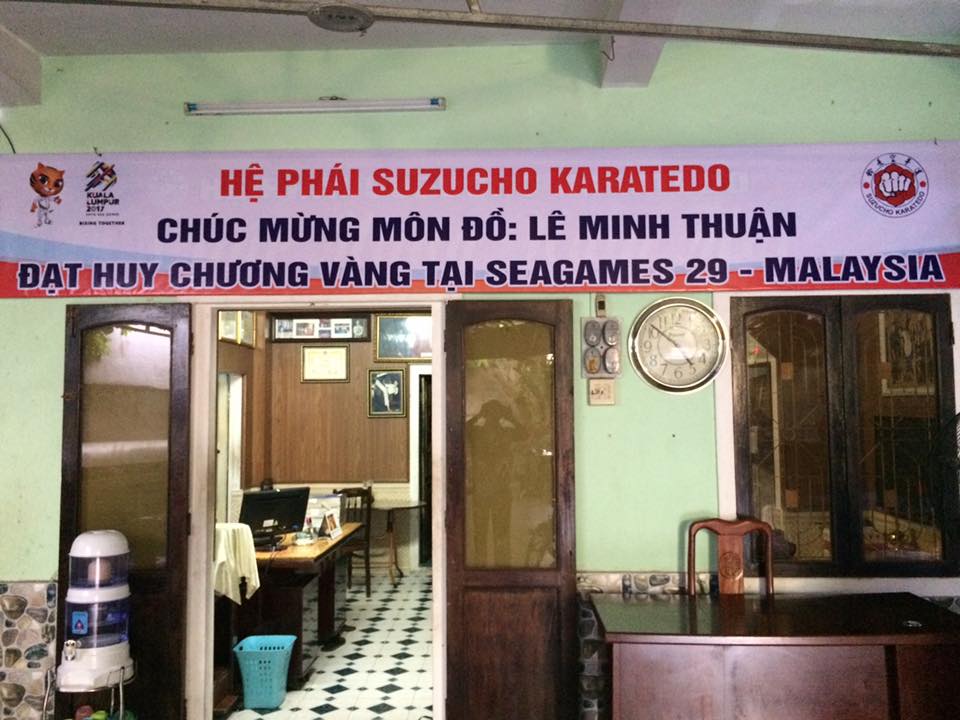 HỆ PHÁI SUZUCHO KARATEDO
CHÚC MỪNG MÔN ĐỒ: LÊ MINH THUẬN
ĐẠT HUY CHƯƠNG VÀNG TẠI SEAGAMES 29 - MALAYSIA
KUALA
LUMPUR
2017
RISING TOGETHER
SUZUCHO KARATEDO